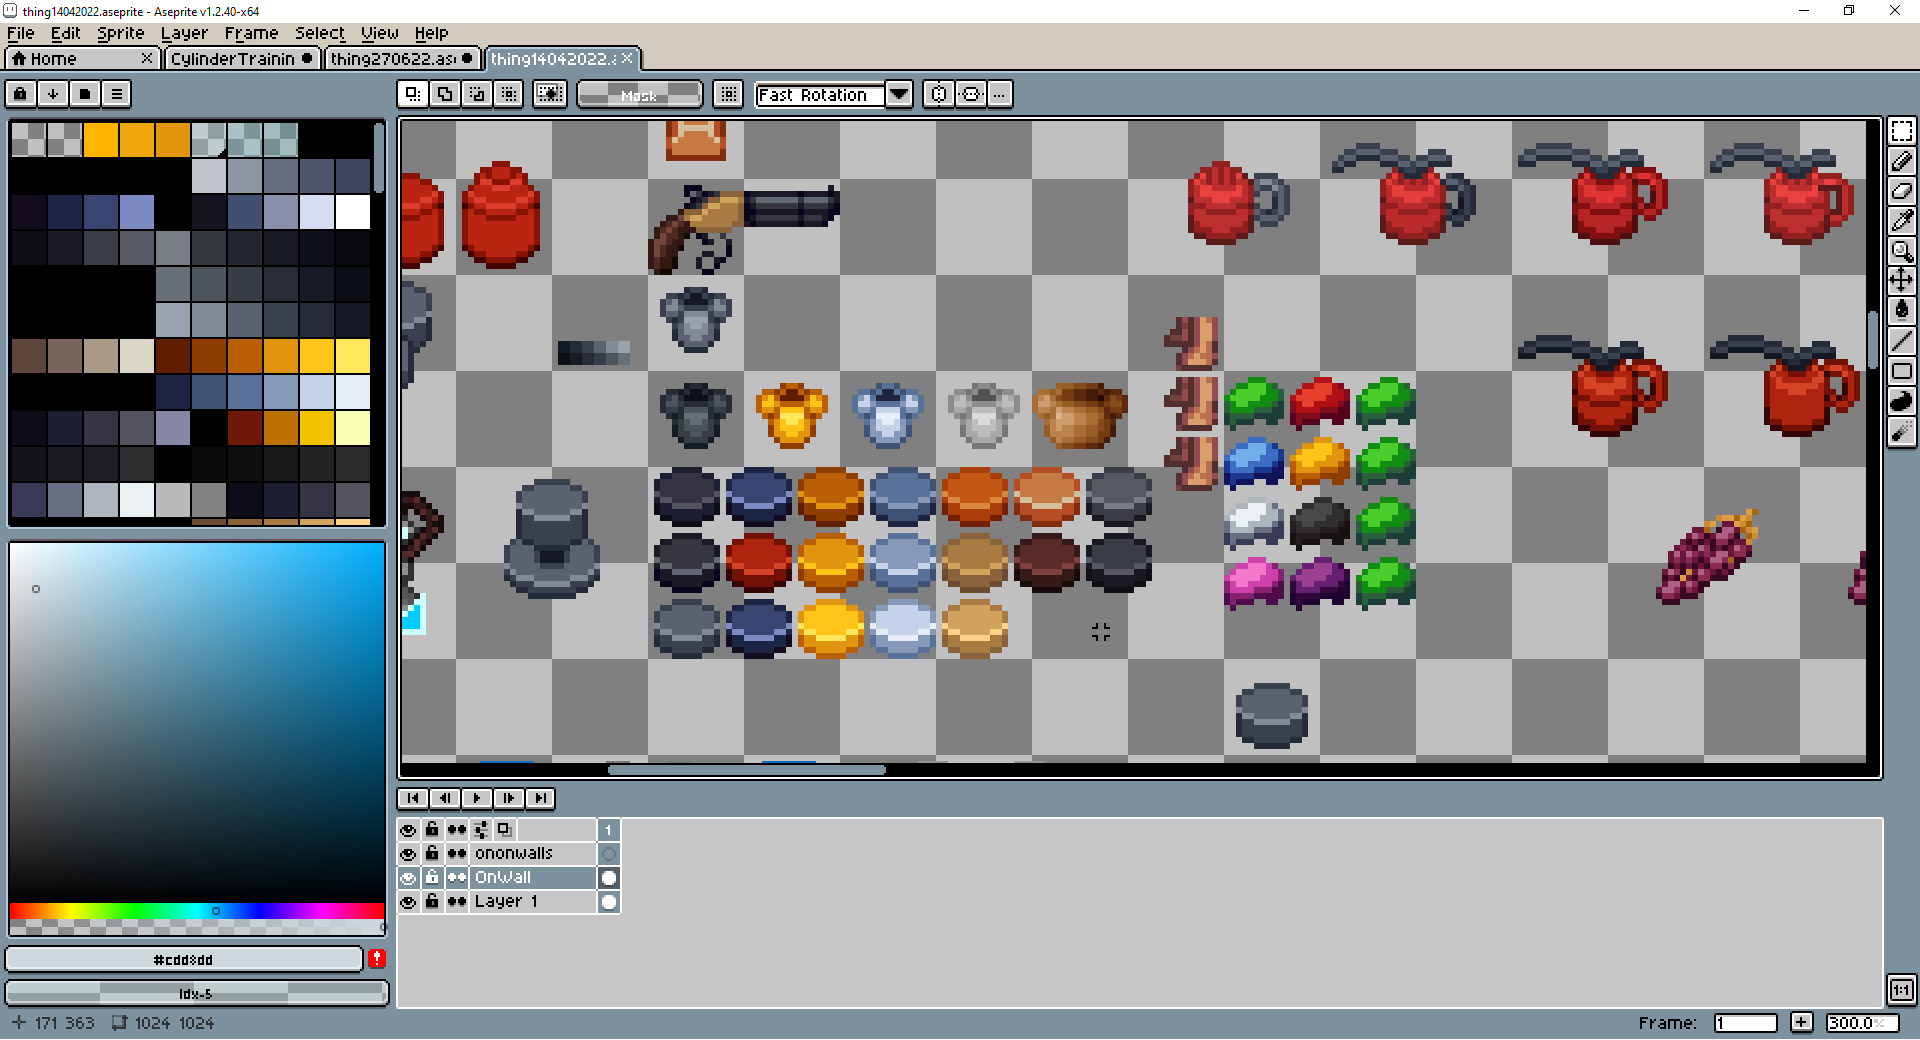 thing14042022.aseprite - Aseprite v1.2.40-x64
File Edit Sprite Layer Frame Select View Help
Home CylinderTrainin thing270622.as thing14042022.
Mask Fast Rotation
1
ononwalls
OnWall
Layer 1
#cdd8dd
Idx-5
1:1
171 363 1024 1024 Frame: 1 300.0%